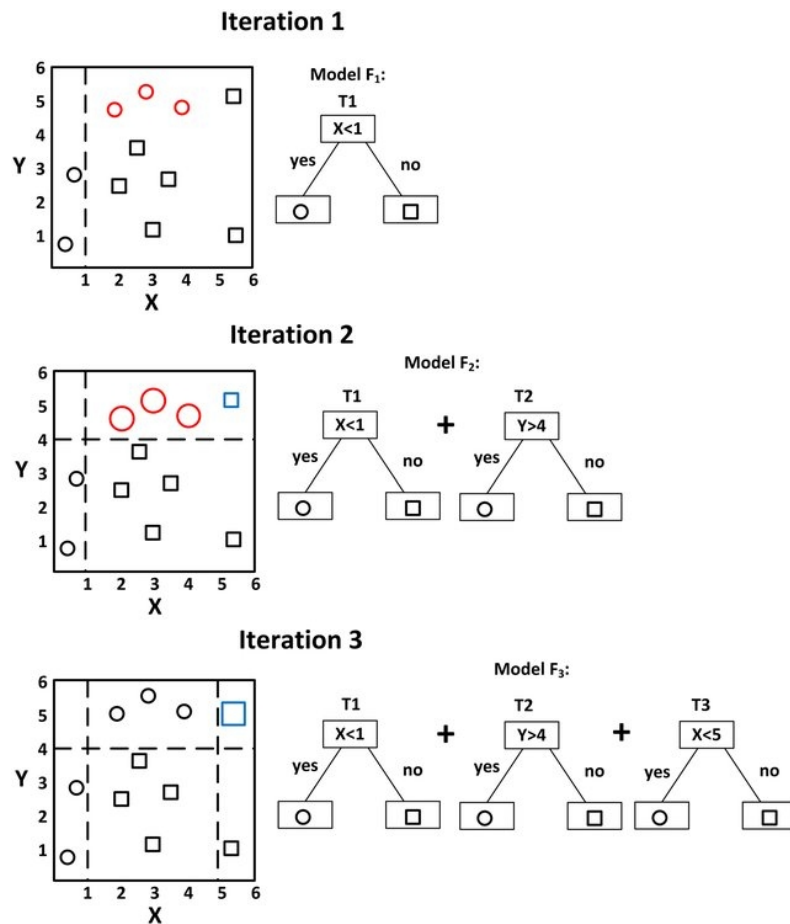 Iteration 1
Model F₁:
T1
X<1
yes
no
6
5
4
Y 3
2
1
1 2 3 4 5 6
X
Iteration 2
Model F₂:
T1
T2
X<1
+
Y>4
yes
no
yes
no
6
5
4
Y 3
2
1
1 2 3 4 5 6
X
Iteration 3
Model F₃:
T1
T2
T3
X<1
+
Y>4
+
X<5
yes
no
yes
no
yes
no
6
5
4
Y 3
2
1
1 2 3 4 5 6
X